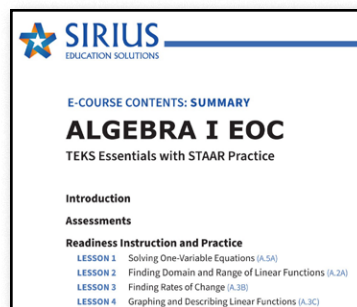 SIRIUS
EDUCATION SOLUTIONS
E-COURSE CONTENTS: SUMMARY
ALGEBRA I EOC
TEKS Essentials with STAAR Practice
Introduction
Assessments
Readiness Instruction and Practice
LESSON 1 Solving One-Variable Equations (A.5A)
LESSON 2 Finding Domain and Range of Linear Functions (A.2A)
LESSON 3 Finding Rates of Change (A.3B)
LESSON 4 Graphing and Describing Linear Functions (A.3C)